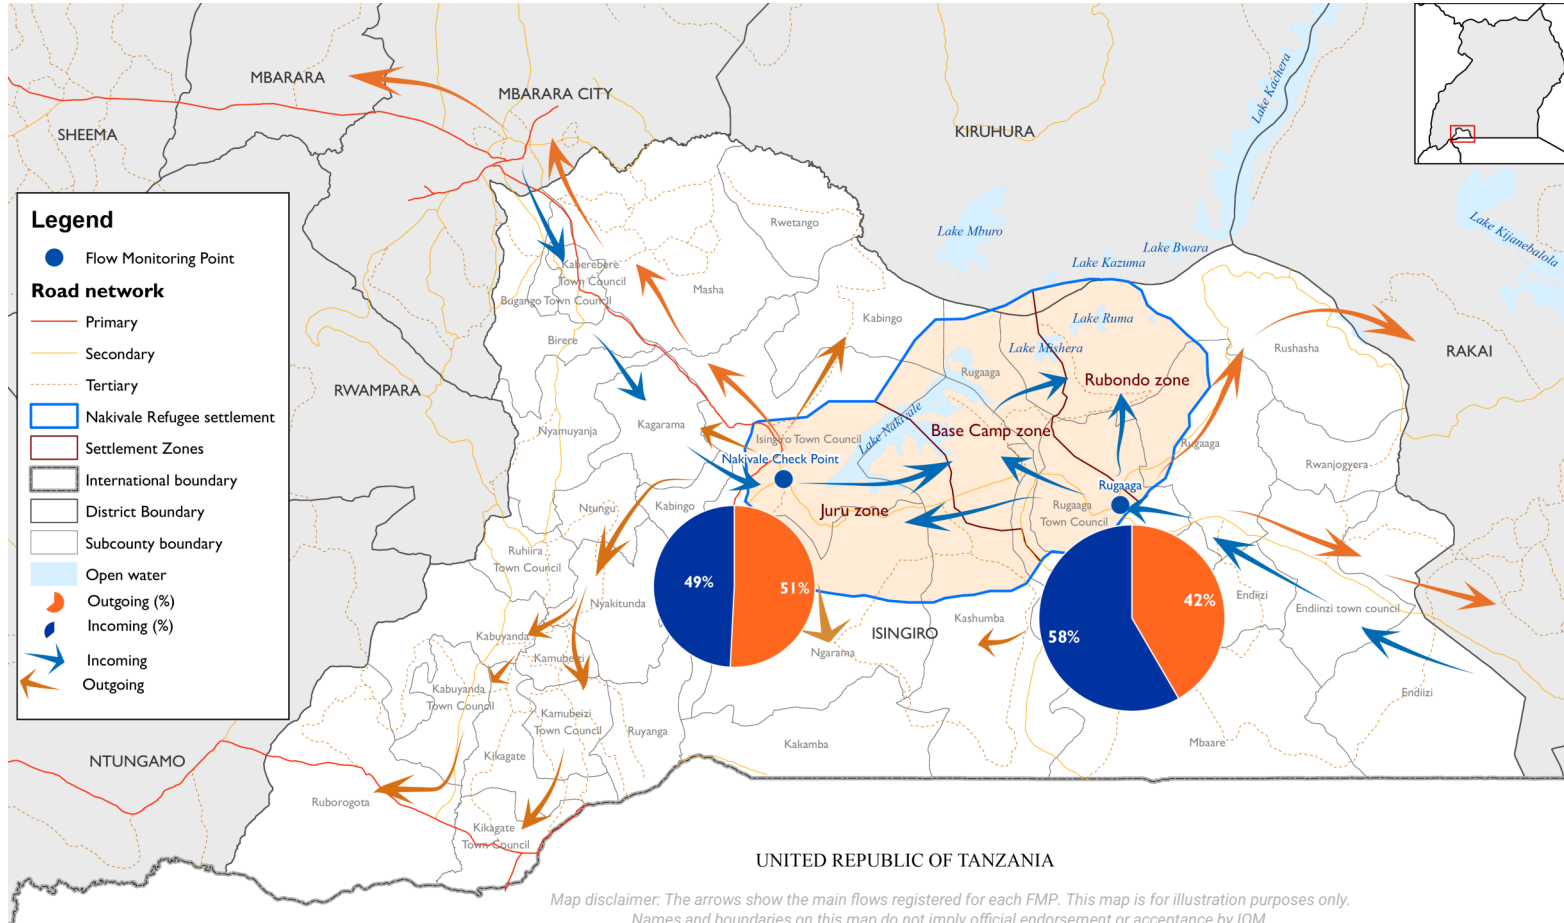 MBARARA
MBARARA CITY
SHEEMA
KIRUHURA
Lake Kachera
Lake Kijanebalola
Lake Mburo
Lake Bwara
Lake Kazuma
Lake Ruma
Lake Mishera
Lake Nakivale
Legend
Flow Monitoring Point
Road network
Primary
Secondary
Tertiary
Nakivale Refugee settlement
Settlement Zones
International boundary
District Boundary
Subcounty boundary
Open water
Outgoing (%)
Incoming (%)
Incoming
Outgoing
Rwetango
Kaberebere
Town Council
Bugango Town Council
Masha
Birere
Kabingo
Rugaaga
Rushasha
RAKAI
RWAMPARA
Rubondo zone
Base Camp zone
Kagarama
Nyamuyanja
Isingiro Town Council
Rugaaga
Nakivale Check Point
Rwanjogyera
Rugaaga
Juru zone
Rugaaga
Town Council
Ntungu
Kabingo
Ruhiira
Town Council
Nyakitunda
49%
51%
58%
42%
Endiizi
Endiinzi town council
Kashumba
ISINGIRO
Ngarama
Kabuyanda
Kamubeizi
Kabuyanda
Town Council
Kamubeizi
Town Council
Ruyanga
Kikagate
Kakamba
Mbaare
Endiizi
NTUNGAMO
Ruborogota
Kikagate
Town Council
UNITED REPUBLIC OF TANZANIA
Map disclaimer: The arrows show the main flows registered for each FMP. This map is for illustration purposes only.
Names and boundaries on this map do not imply official endorsement or acceptance by IOM